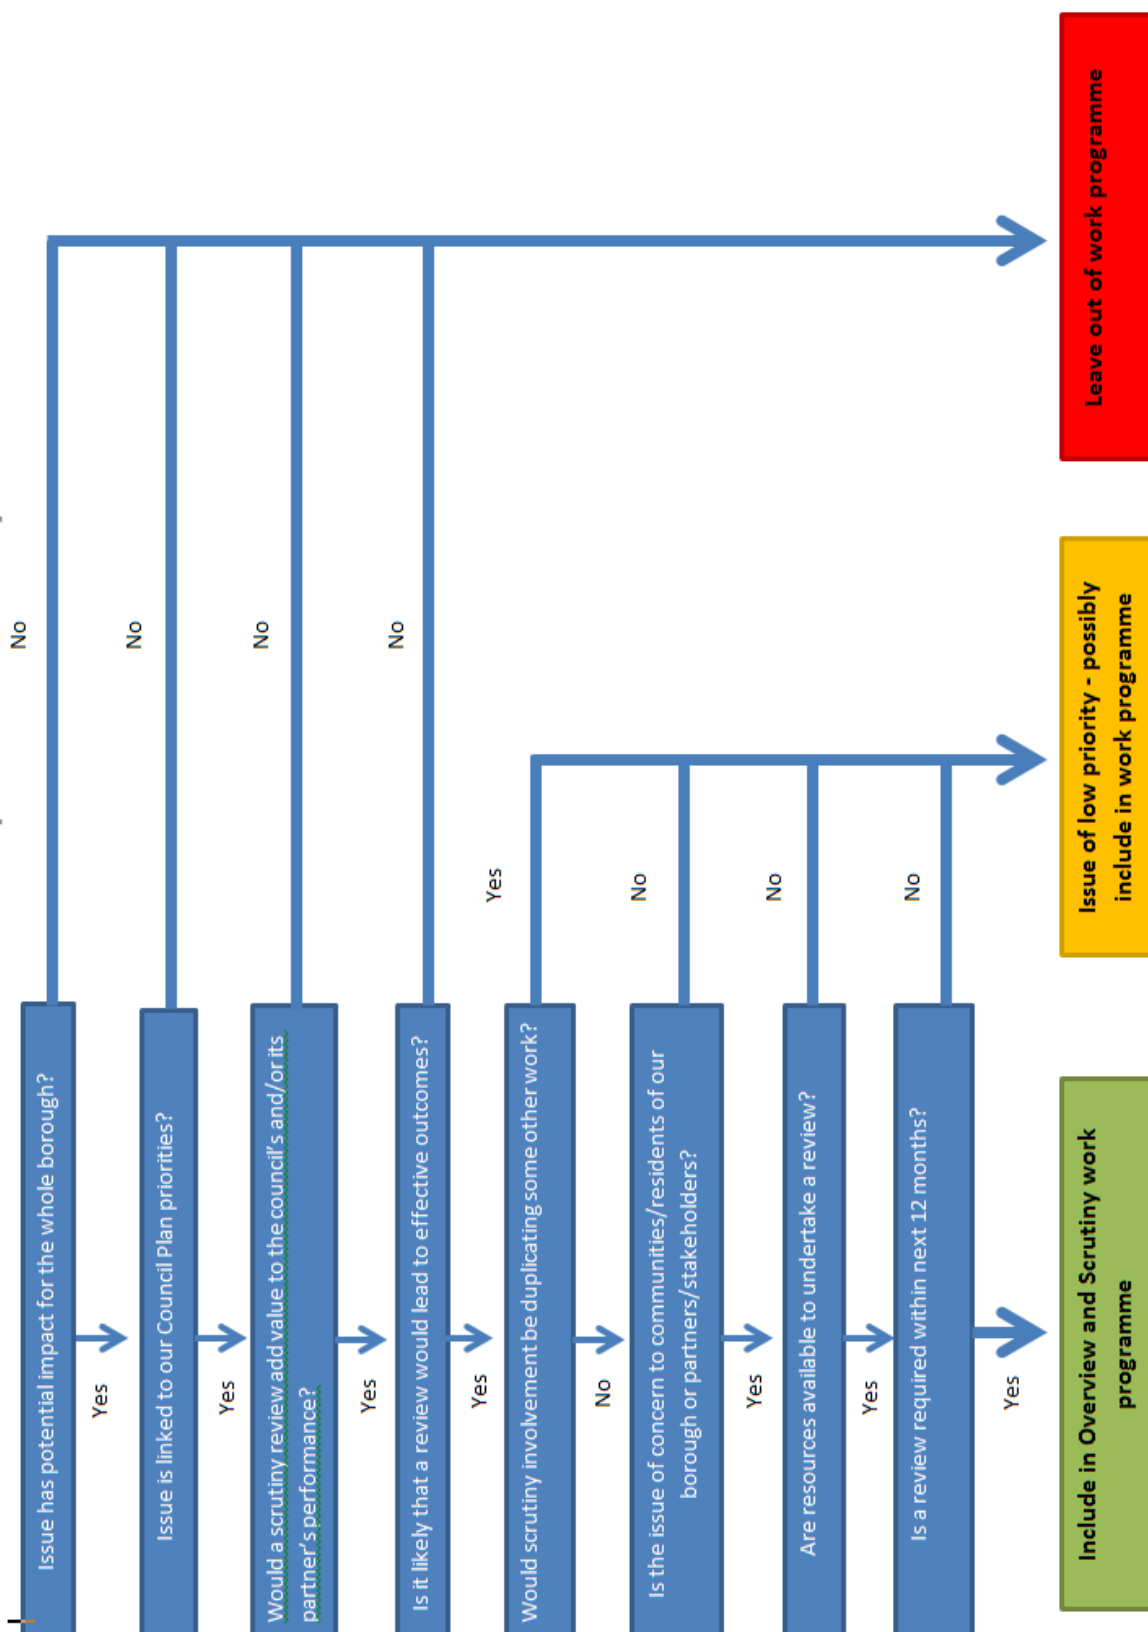 Issue has potential impact for the whole borough?
No
Yes
Issue is linked to our Council Plan priorities?
No
Yes
Would a scrutiny review add value to the council's and/or its
partner's performance?
No
Yes
Is it likely that a review would lead to effective outcomes?
No
Yes
Would scrutiny involvement be duplicating some other work?
Yes
No
Is the issue of concern to communities/residents of our
borough or partners/stakeholders?
No
Yes
Are resources available to undertake a review?
No
Yes
Is a review required within next 12 months?
No
Yes
Include in Overview and Scrutiny work
programme
Issue of low priority - possibly
include in work programme
Leave out of work programme